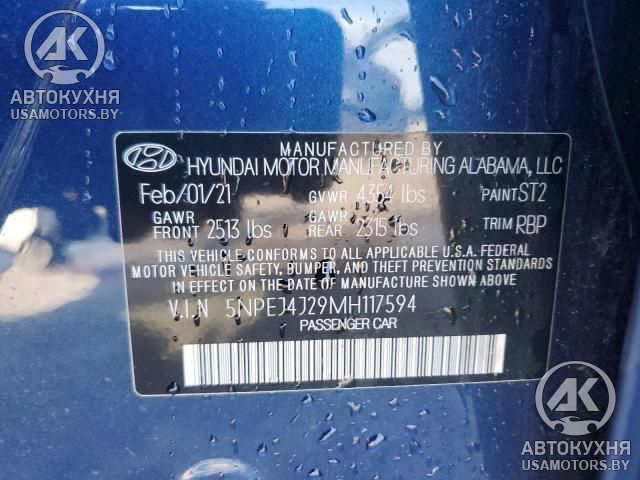 AK
АВТОКУХНЯ
USAMOTORS.BY
MANUFACTURED BY
HYUNDAI MOTOR MANUFACTURING ALABAMA, LLC
Feb/01/21 GVWR 4354 lbs PAINT ST2
GAWR FRONT 2513 lbs GAWR REAR 2315 lbs TRIM RBP
THIS VEHICLE CONFORMS TO ALL APPLICABLE U.S.A. FEDERAL
MOTOR VEHICLE SAFETY, BUMPER, AND THEFT PREVENTION STANDARDS
IN EFFECT ON THE DATE OF MANUFACTURE SHOWN ABOVE
V.I.N 5NPEJ4J29MH117594
PASSENGER CAR
AK
АВТОКУХНЯ
USAMOTORS.BY